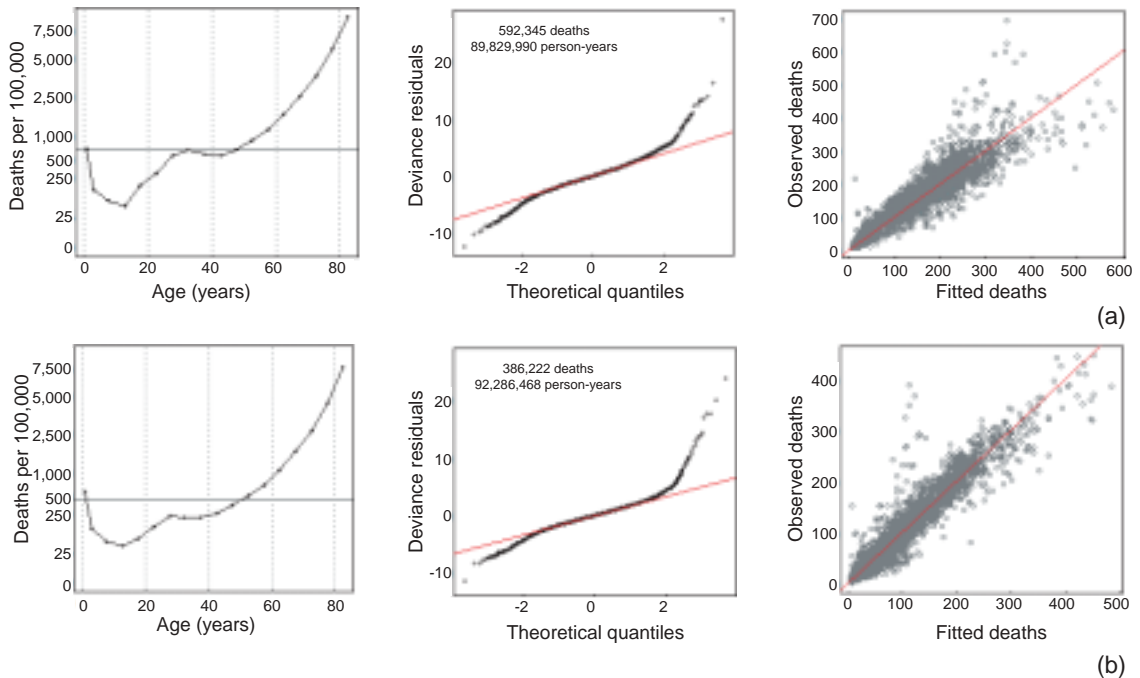 Deaths per 100,000
7,500
5,000
2,500
1,000
500
250
25
0
0 20 40 60 80
Age (years)
592,345 deaths
89,829,990 person-years
Deviance residuals
20
10
0
-10
-2 0 2
Theoretical quantiles
Observed deaths
700
600
500
400
300
200
100
0
0 100 200 300 400 500 600
Fitted deaths
(a)
Deaths per 100,000
7,500
5,000
2,500
1,000
500
250
25
0
0 20 40 60 80
Age (years)
386,222 deaths
92,286,468 person-years
Deviance residuals
20
10
0
-10
-2 0 2
Theoretical quantiles
Observed deaths
400
300
200
100
0
0 100 200 300 400 500
Fitted deaths
(b)